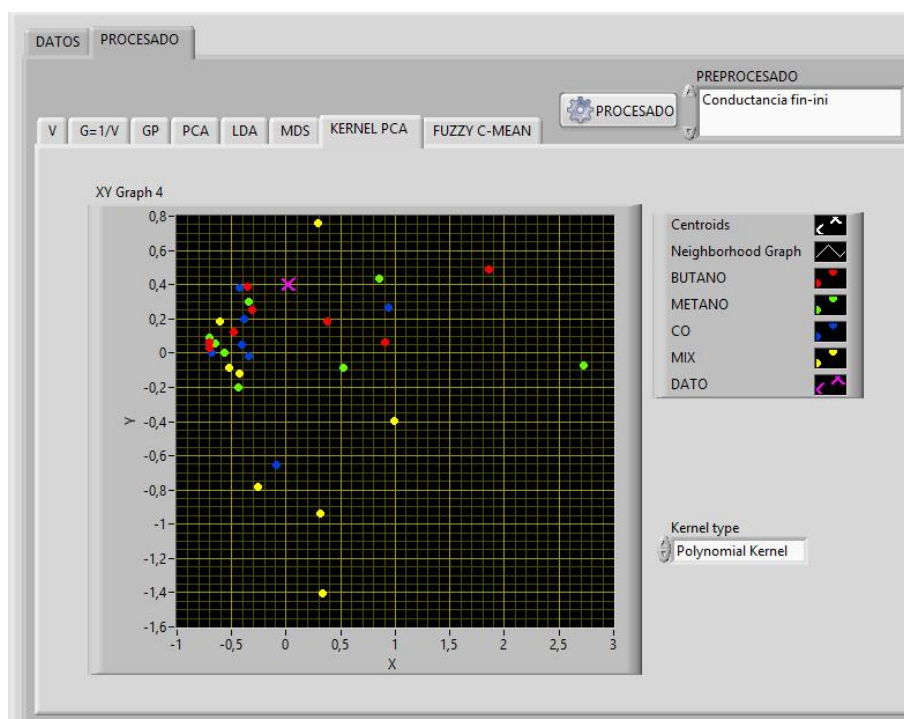 DATOS
PROCESADO
PREPROCESADO
PROCESADO
Conductancia fin-ini
V
G=1/V
GP
PCA
LDA
MDS
KERNEL PCA
FUZZY C-MEAN
XY Graph 4
Y
0,8
0,6
0,4
0,2
0
-0,2
-0,4
-0,6
-0,8
-1
-1,2
-1,4
-1,6
-1
-0,5
0
0,5
1
1,5
2
2,5
3
X
Centroids
Neighborhood Graph
BUTANO
METANO
CO
MIX
DATO
Kernel type
Polynomial Kernel